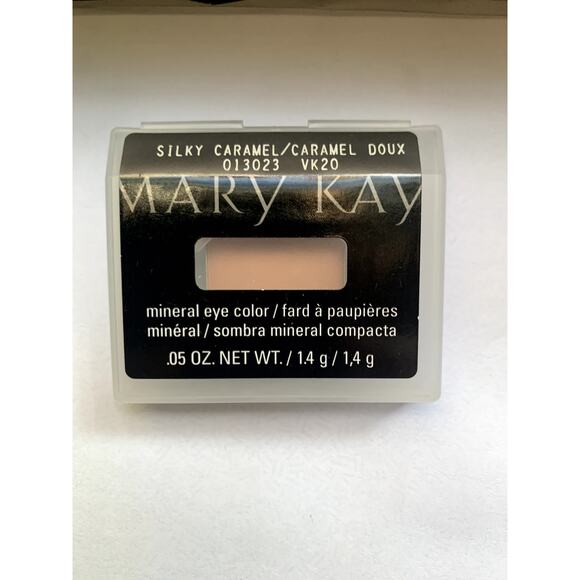 SILKY CARAMEL/CARAMEL DOUX
013023 VK20
MARY KAY
mineral eye color / fard à paupières
minéral / sombra mineral compacta
.05 OZ. NET WT. / 1.4 g / 1,4 g